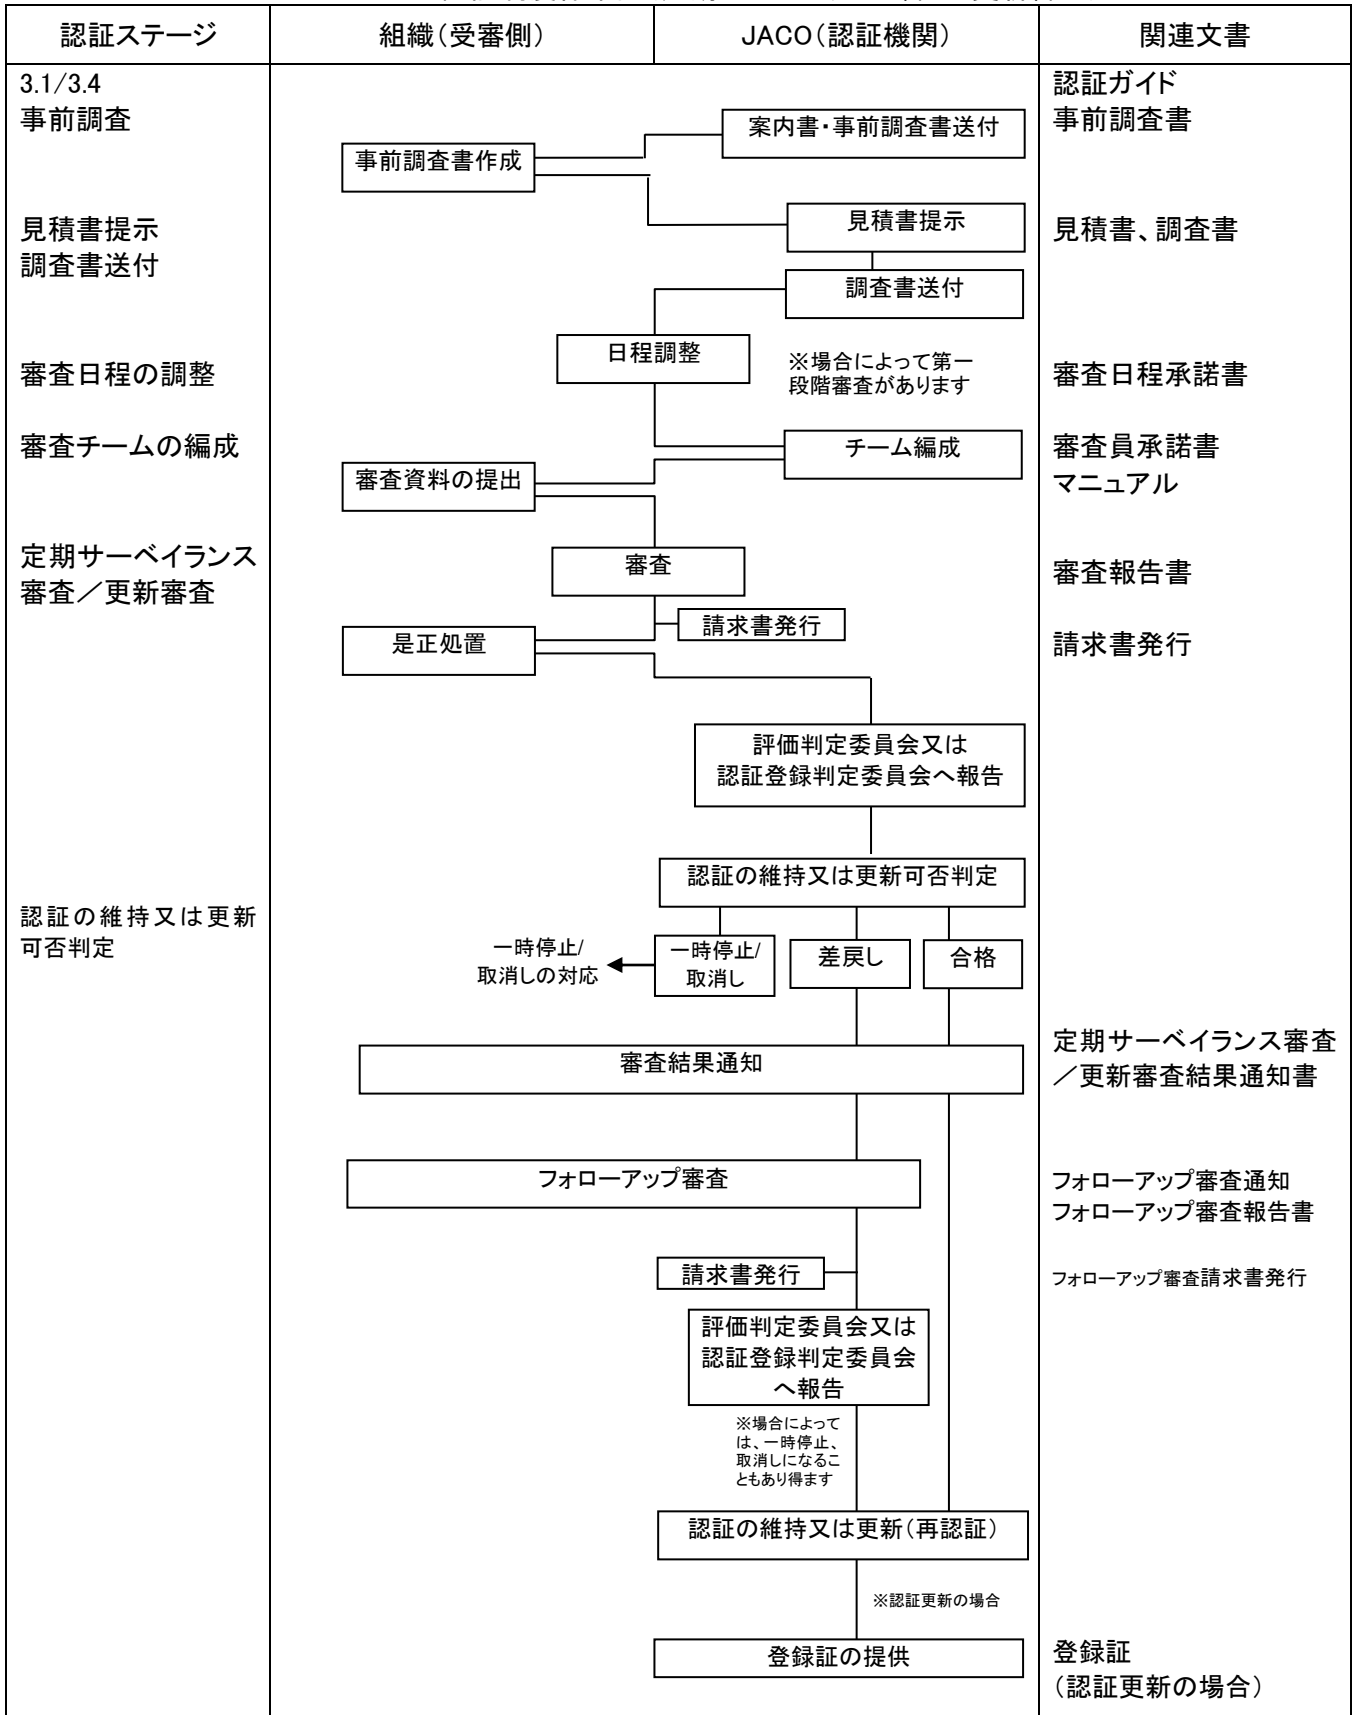 認証ステージ
組織（受審側）
JACO（認証機関）
関連文書
3.1/3.4
事前調査
認証ガイド
事前調査書
案内書・事前調査書送付
事前調査書作成
見積書提示
調査書送付
見積書提示
見積書、調査書
調査書送付
日程調整
※場合によって第一
段階審査があります
審査日程の調整
審査日程承諾書
審査チームの編成
チーム編成
審査員承諾書
マニュアル
審査資料の提出
定期サーベイランス
審査／更新審査
審査
審査報告書
請求書発行
是正処置
請求書発行
評価判定委員会又は
認証登録判定委員会へ報告
認証の維持又は更新可否判定
認証の維持又は更新
可否判定
一時停止/
取消しの対応
一時停止/
取消し
差戻し
合格
審査結果通知
定期サーベイランス審査
／更新審査結果通知書
フォローアップ審査
フォローアップ審査通知
フォローアップ審査報告書
請求書発行
フォローアップ審査請求書発行
評価判定委員会又は
認証登録判定委員会
へ報告
※場合によって
は、一時停止、
取消しになるこ
ともあり得ます
認証の維持又は更新（再認証）
※認証更新の場合
登録証の提供
登録証
（認証更新の場合）